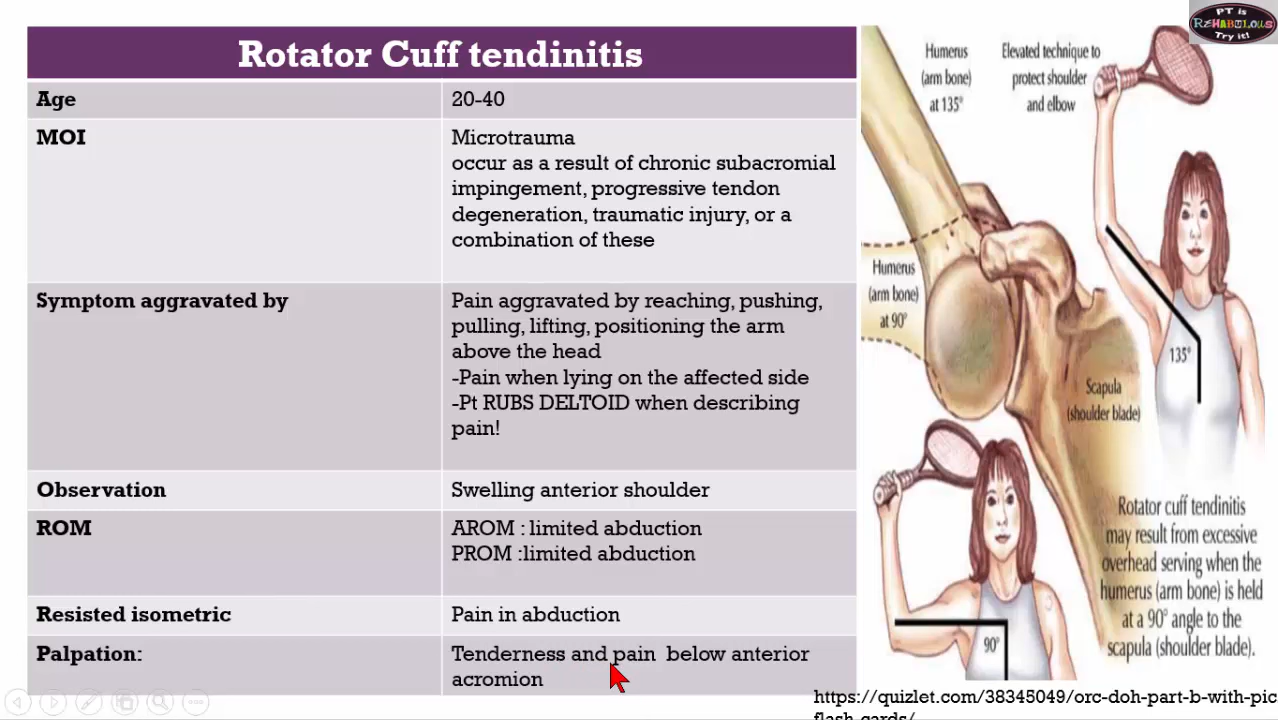 PT is
REHABULOUS
Try it!
Rotator Cuff tendinitis
Age
20-40
MOI
Microtrauma
occur as a result of chronic subacromial
impingement, progressive tendon
degeneration, traumatic injury, or a
combination of these
Symptom aggravated by
Pain aggravated by reaching, pushing,
pulling, lifting, positioning the arm
above the head
-Pain when lying on the affected side
-Pt RUBS DELTOID when describing
pain!
Observation
Swelling anterior shoulder
ROM
AROM : limited abduction
PROM :limited abduction
Resisted isometric
Pain in abduction
Palpation:
Tenderness and pain below anterior
acromion
Humerus
(arm bone)
at 135°
Elevated technique to
protect shoulder
and elbow
Humerus
(arm bone)
at 90°
135°
Scapula
(shoulder blade)
90°
Rotator cuff tendinitis
may result from excessive
overhead serving when the
humerus (arm bone) is held
at a 90° angle to the
scapula (shoulder blade).
https://quizlet.com/38345049/orc-doh-part-b-with-pic
flash-cards/